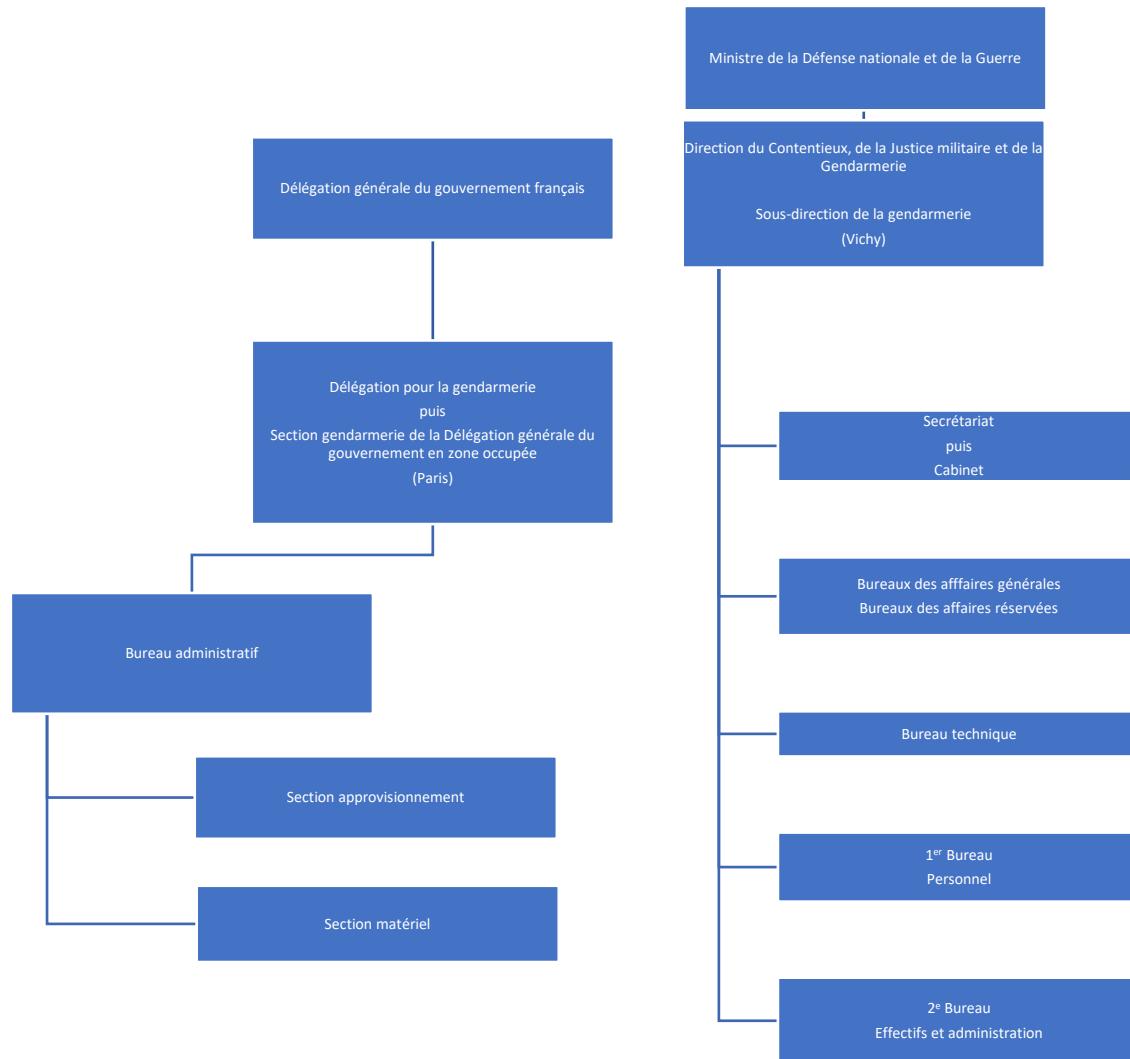 Ministre de la Défense nationale et de la Guerre
Direction du Contentieux, de la Justice militaire et de la
Gendarmerie
Sous-direction de la gendarmerie
(Vichy)
Secrétariat
puis
Cabinet
Bureaux des afffaires générales
Bureaux des affaires réservées
Bureau technique
1er Bureau
Personnel
2e Bureau
Effectifs et administration
Délégation générale du gouvernement français
Délégation pour la gendarmerie
puis
Section gendarmerie de la Délégation générale du
gouvernement en zone occupée
(Paris)
Bureau administratif
Section approvisionnement
Section matériel